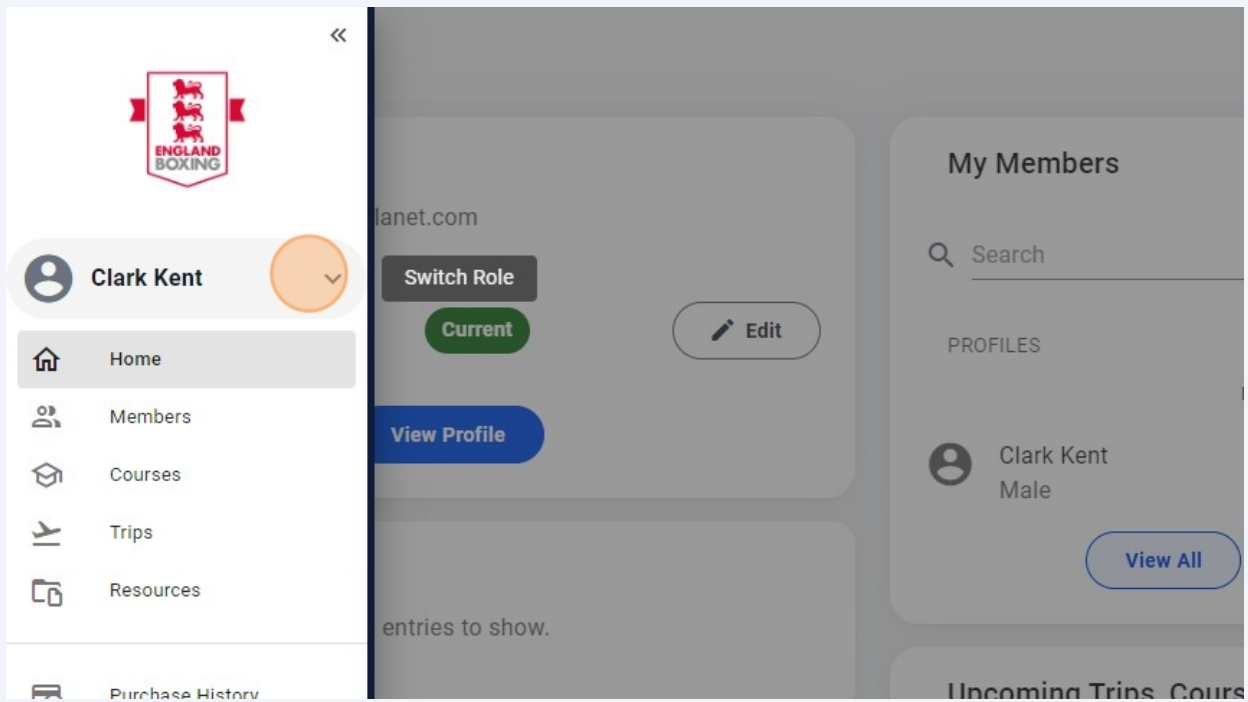 ENGLAND
BOXING
Clark Kent
Switch Role
Home
Members
Courses
Trips
Resources
Purchase History
lanet.com
Current
Edit
View Profile
entries to show.
My Members
Search
PROFILES
Clark Kent
Male
View All
Upcoming Trips, Cours